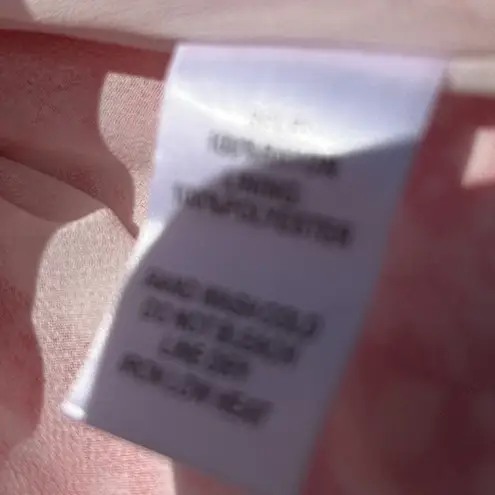 LINING
100% POLYESTER
HAND WASH COLD
DO NOT BLEACH
LINE DRY
IRON LOW HEAT